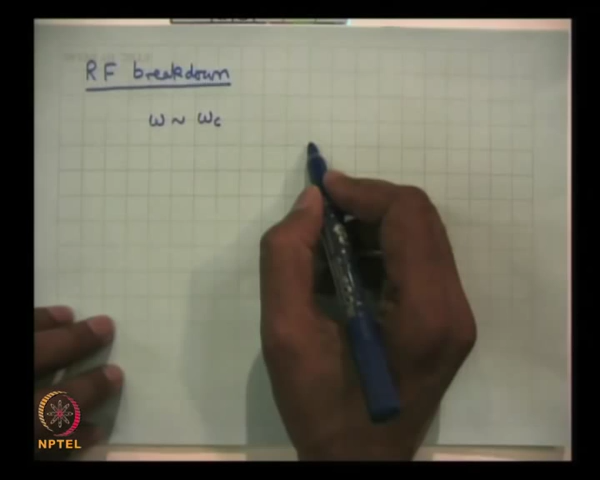 RF breakdown
ω ~ ωc
NPTEL